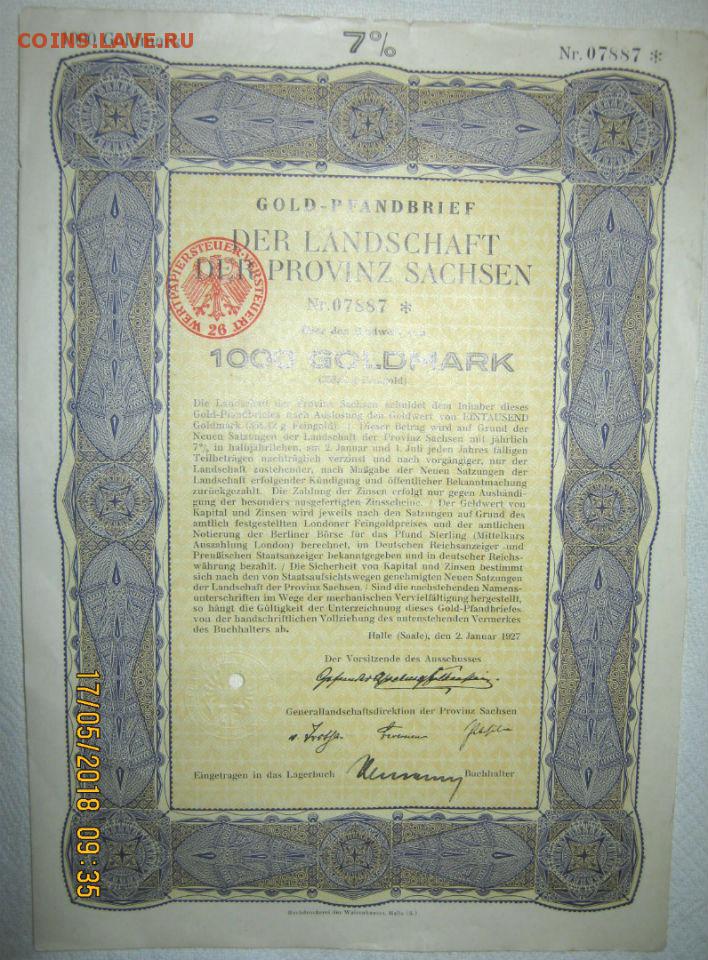 COINS.LAVE.RU
7%
Nr. 07887 *
GOLD-PFANDBRIEF
DER LANDSCHAFT
DER PROVINZ SACHSEN
WERTPAPIERSTEUER VERSTEUERT
26
Nr. 07887 *
über den Goldwert von
1000 GOLDMARK
Die Landschaft der Provinz Sachsen schuldet dem Inhaber dieses
Gold-Pfandbriefes nach Auslosung den Goldwert von EINTAUSEND
Goldmark g Feingold). / Dieser Betrag wird auf Grund der
Neuen Satzungen der Landschaft der Provinz Sachsen mit jährlich
7%, in halbjährlichen, am 2. Januar und 1. Juli jeden Jahres fälligen
Teilbeträgen nachträglich verzinst und nach vorgängiger, nur der
Landschaft zustehender, nach Maßgabe der Neuen Satzungen der
Landschaft erfolgender Kündigung und öffentlicher Bekanntmachung
zurückgezahlt. Die Zahlung der Zinsen erfolgt nur gegen Aushändi-
gung der besonders ausgefertigten Zinsscheine. / Der Geldwert von
Kapital und Zinsen wird jeweils nach den Satzungen auf Grund des
amtlich festgestellten Londoner Feingoldpreises und der amtlichen
Notierung der Berliner Börse für das Pfund Sterling (Mittelkurs
Auszahlung London) berechnet, im Deutschen Reichsanzeiger und
Preußischen Staatsanzeiger bekanntgegeben und in deutscher Reichs-
währung bezahlt. / Die Sicherheit von Kapital und Zinsen bestimmt
sich nach den von Staatsaufsichtswegen genehmigten Neuen Satzungen
der Landschaft der Provinz Sachsen. / Sind die nachstehenden Namens-
unterschriften im Wege der mechanischen Vervielfältigung hergestellt,
so hängt die Gültigkeit der Unterzeichnung dieses Gold-Pfandbriefes
von der handschriftlichen Vollziehung des untenstehenden Vermerkes
des Buchhalters ab.
Halle (Saale), den 2. Januar 1927
Der Vorsitzende des Ausschusses
Generallandschaftsdirektion der Provinz Sachsen
Eingetragen in das Lagerbuch Buchhalter
Buchdruckerei des Waisenhauses, Halle (S.)
17/05/2018 09:35